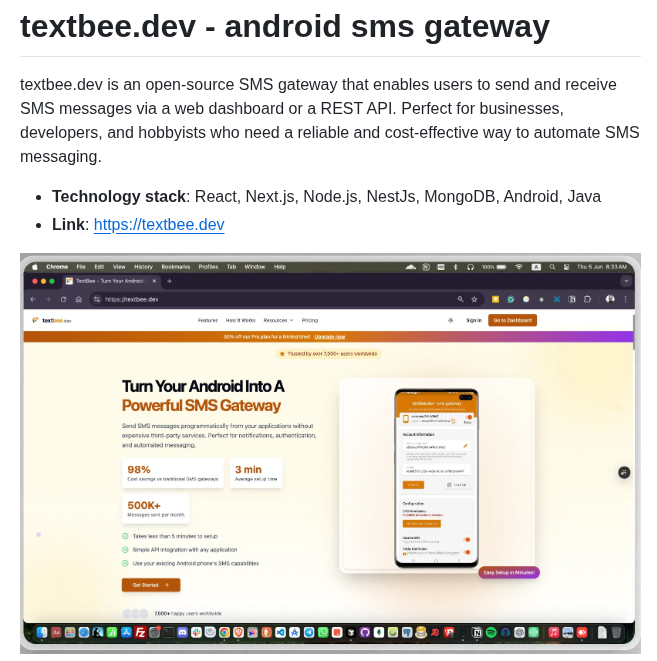 textbee.dev - android sms gateway
textbee.dev is an open-source SMS gateway that enables users to send and receive
SMS messages via a web dashboard or a REST API. Perfect for businesses,
developers, and hobbyists who need a reliable and cost-effective way to automate SMS
messaging.
Technology stack: React, Next.js, Node.js, NestJs, MongoDB, Android, Java
Link: https://textbee.dev
Chrome File Edit View History Bookmarks Profiles Tab Window Help 100% Thu 5 Jun 8:33 AM
TextBee - Turn Your Android
https://textbee.dev
textbee.dev Features How It Works Resources Pricing Sign In Go to Dashboard
30% off our Pro plan for a limited time! Upgrade now
Trusted by over 7,000+ users worldwide
Turn Your Android Into A
Powerful SMS Gateway
Send SMS messages programmatically from your applications without
expensive third-party services. Perfect for notifications, authentication,
and automated messaging.
98%
Cost savings vs traditional SMS gateways
3 min
Average setup time
500K+
Messages sent per month
Takes less than 5 minutes to setup
Simple API integration with any application
Use your existing Android phone's SMS capabilities
Get Started
7,000+ happy users worldwide
Account Information
Configuration
Easy Setup in Minutes!